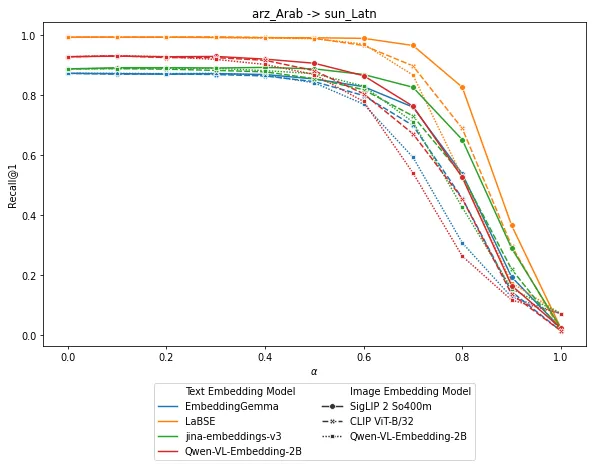 arz_Arab -> sun_Latn
Recall@1
1.0
0.8
0.6
0.4
0.2
0.0
0.0 0.2 0.4 0.6 0.8 1.0
α
Text Embedding Model Image Embedding Model
EmbeddingGemma SigLIP 2 So400m
LaBSE CLIP ViT-B/32
jina-embeddings-v3 Qwen-VL-Embedding-2B
Qwen-VL-Embedding-2B